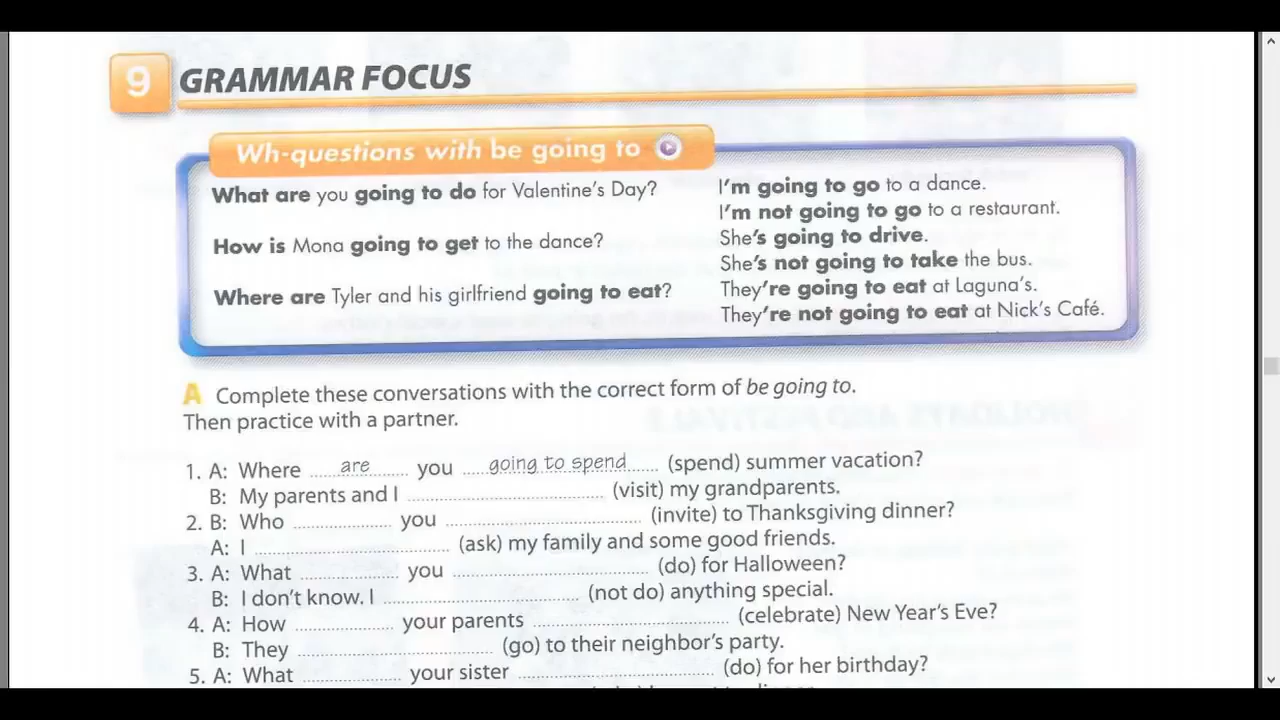 9 GRAMMAR FOCUS
Wh-questions with be going to
What are you going to do for Valentine's Day?
I'm going to go to a dance.
I'm not going to go to a restaurant.
How is Mona going to get to the dance?
She's going to drive.
She's not going to take the bus.
Where are Tyler and his girlfriend going to eat?
They're going to eat at Laguna's.
They're not going to eat at Nick's Café.
A Complete these conversations with the correct form of be going to.
Then practice with a partner.
1. A: Where are you going to spend (spend) summer vacation?
B: My parents and I (visit) my grandparents.
2. B: Who you (invite) to Thanksgiving dinner?
A: I (ask) my family and some good friends.
3. A: What you (do) for Halloween?
B: I don't know. I (not do) anything special.
4. A: How your parents (celebrate) New Year's Eve?
B: They (go) to their neighbor's party.
5. A: What your sister (do) for her birthday?